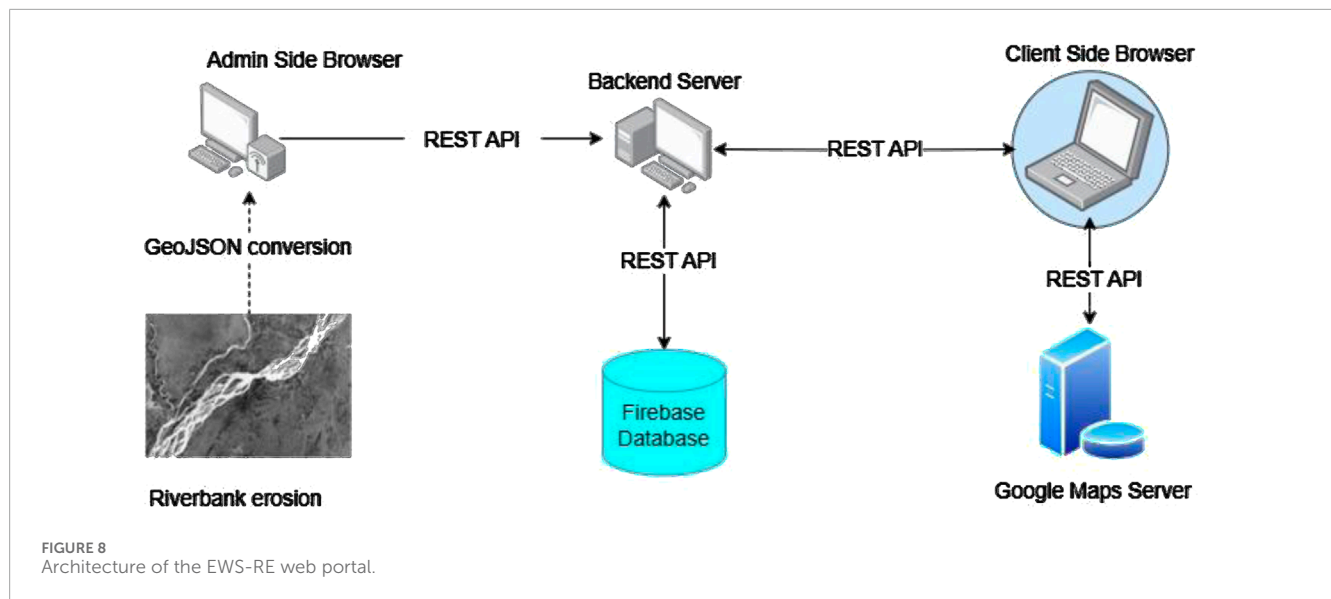 Admin Side Browser
Backend Server
Client Side Browser
REST API
REST API
GeoJSON conversion
REST API
REST API
Firebase
Database
Riverbank erosion
Google Maps Server
FIGURE 8
Architecture of the EWS-RE web portal.